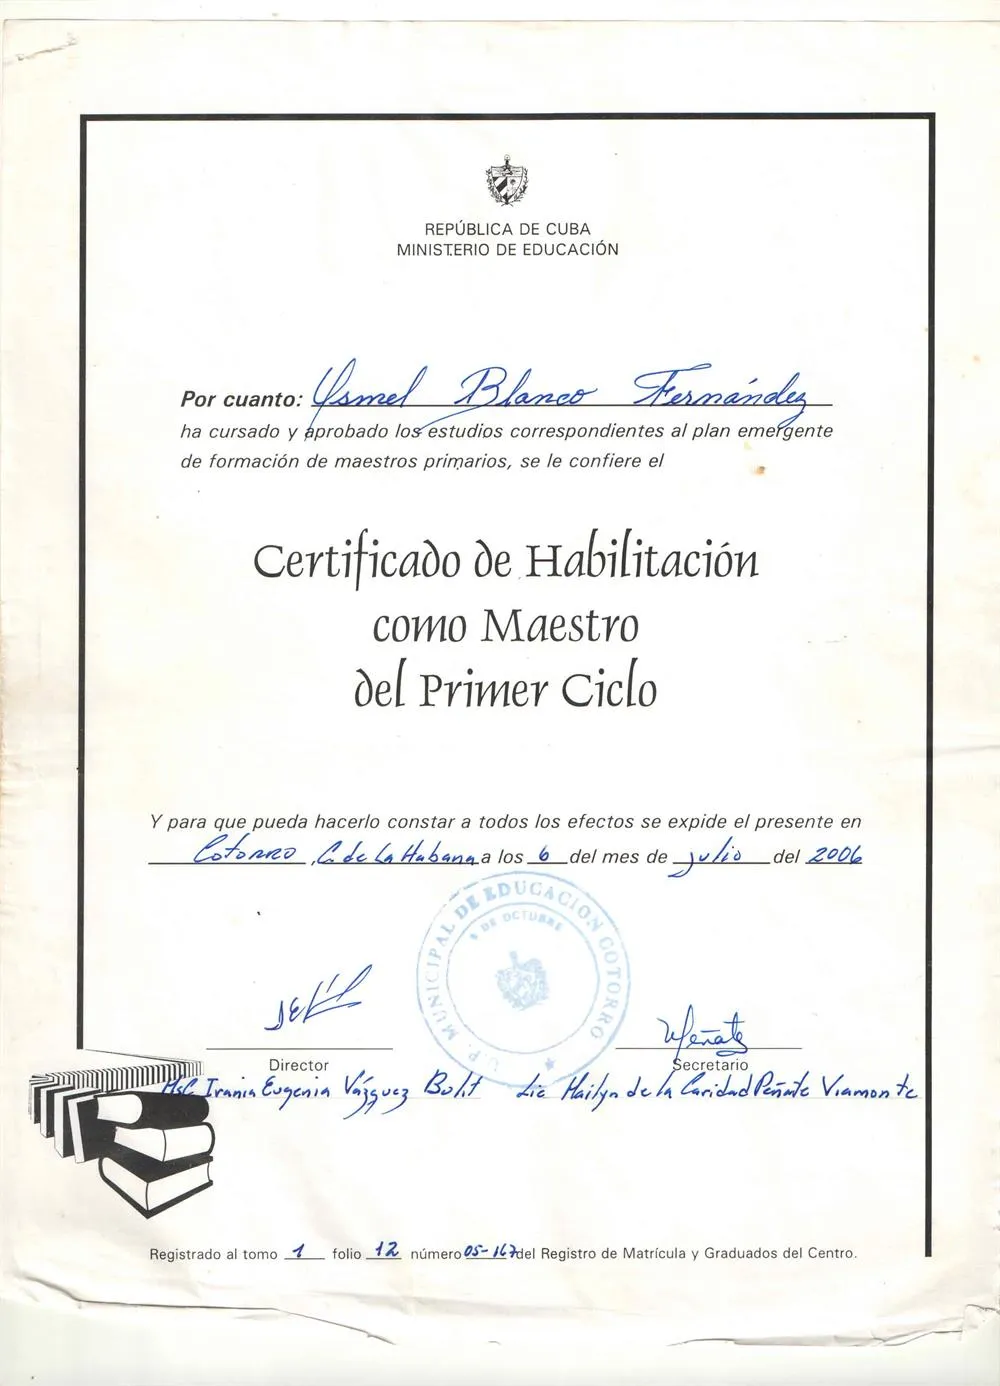 REPÚBLICA DE CUBA
MINISTERIO DE EDUCACIÓN
Por cuanto: Ysmel Blanco Fernández
ha cursado y aprobado los estudios correspondientes al plan emergente
de formación de maestros primarios, se le confiere el
Certificado de Habilitación
como Maestro
del Primer Ciclo
Y para que pueda hacerlo constar a todos los efectos se expide el presente en
Cotorro, C. de La Habana a los 6 del mes de julio del 2006
MUNICIPAL DE EDUCACION COTORRO
DE OCTUBRE
Peñate
Director
Secretario
MsC Irania Eugenia Vázquez Lic Mailyn de la Caridad Peñate Viamonte
Registrado al tomo 1 folio 12 número 05-167 del Registro de Matrícula y Graduados del Centro.